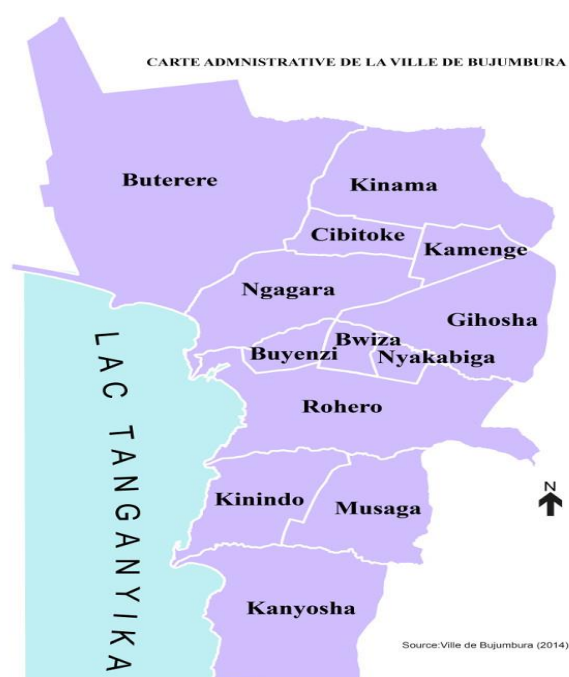 CARTE ADMNISTRATIVE DE LA VILLE DE BUJUMBURA
Buterere
Kinama
Cibitoke
Kamenge
Ngagara
Gihosha
Bwiza
Buyenzi
Nyakabiga
Rohero
Kinindo
Musaga
N
Kanyosha
LAC TANGANYIKA
Source:Ville de Bujumbura (2014)